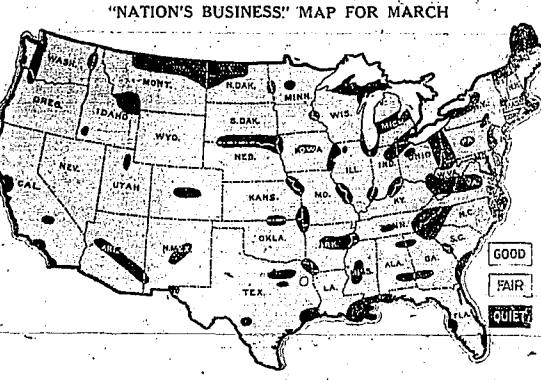 "NATION'S BUSINESS" MAP FOR MARCH
WASH.
MONT.
N.DAK.
MINN.
OREG.
IDAHO
S.DAK.
WIS.
MICH.
WYO.
IOWA
NEB.
ILL.
IND.
OHIO
NEV.
UTAH
CAL.
KANS.
MO.
KY.
W.VA.
N.C.
ARIZ.
N.MEX.
OKLA.
ARK.
S.C.
TEX.
LA.
MISS.
ALA.
GA.
FLA.
GOOD
FAIR
QUIET